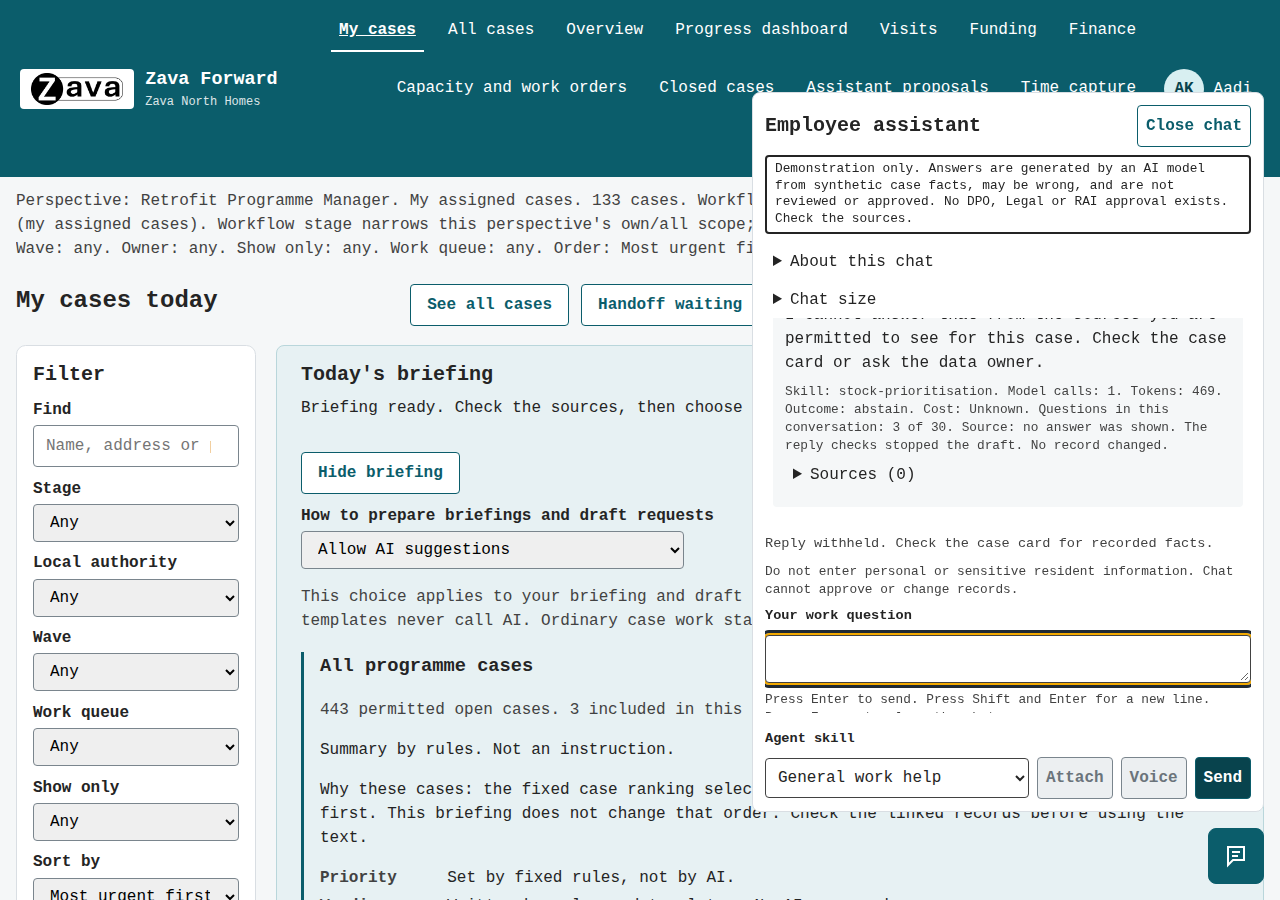 My cases
All cases
Overview
Progress dashboard
Visits
Funding
Finance
Zava
Zava Forward
Zava North Homes
Capacity and work orders
Closed cases
Assistant proposals
Time capture
AK
Aadi
Perspective: Retrofit Programme Manager. My assigned cases. 133 cases. Workfl
(my assigned cases). Workflow stage narrows this perspective's own/all scope;
Wave: any. Owner: any. Show only: any. Work queue: any. Order: Most urgent fi
My cases today
See all cases
Handoff waiting
Filter
Find
Name, address or
Stage
Any
Local authority
Any
Wave
Any
Work queue
Any
Show only
Any
Sort by
Most urgent first
Today's briefing
Briefing ready. Check the sources, then choose
Hide briefing
How to prepare briefings and draft requests
Allow AI suggestions
This choice applies to your briefing and draft
templates never call AI. Ordinary case work sta
All programme cases
443 permitted open cases. 3 included in this
Summary by rules. Not an instruction.
Why these cases: the fixed case ranking selec
first. This briefing does not change that order. Check the linked records before using the
text.
Priority Set by fixed rules, not by AI.
Employee assistant
Close chat
Demonstration only. Answers are generated by an AI model
from synthetic case facts, may be wrong, and are not
reviewed or approved. No DPO, Legal or RAI approval exists.
Check the sources.
About this chat
Chat size
I cannot answer that from the sources you are
permitted to see for this case. Check the case
card or ask the data owner.
Skill: stock-prioritisation. Model calls: 1. Tokens: 469.
Outcome: abstain. Cost: Unknown. Questions in this
conversation: 3 of 30. Source: no answer was shown. The
reply checks stopped the draft. No record changed.
Sources (0)
Reply withheld. Check the case card for recorded facts.
Do not enter personal or sensitive resident information. Chat
cannot approve or change records.
Your work question
Press Enter to send. Press Shift and Enter for a new line.
Agent skill
General work help
Attach
Voice
Send